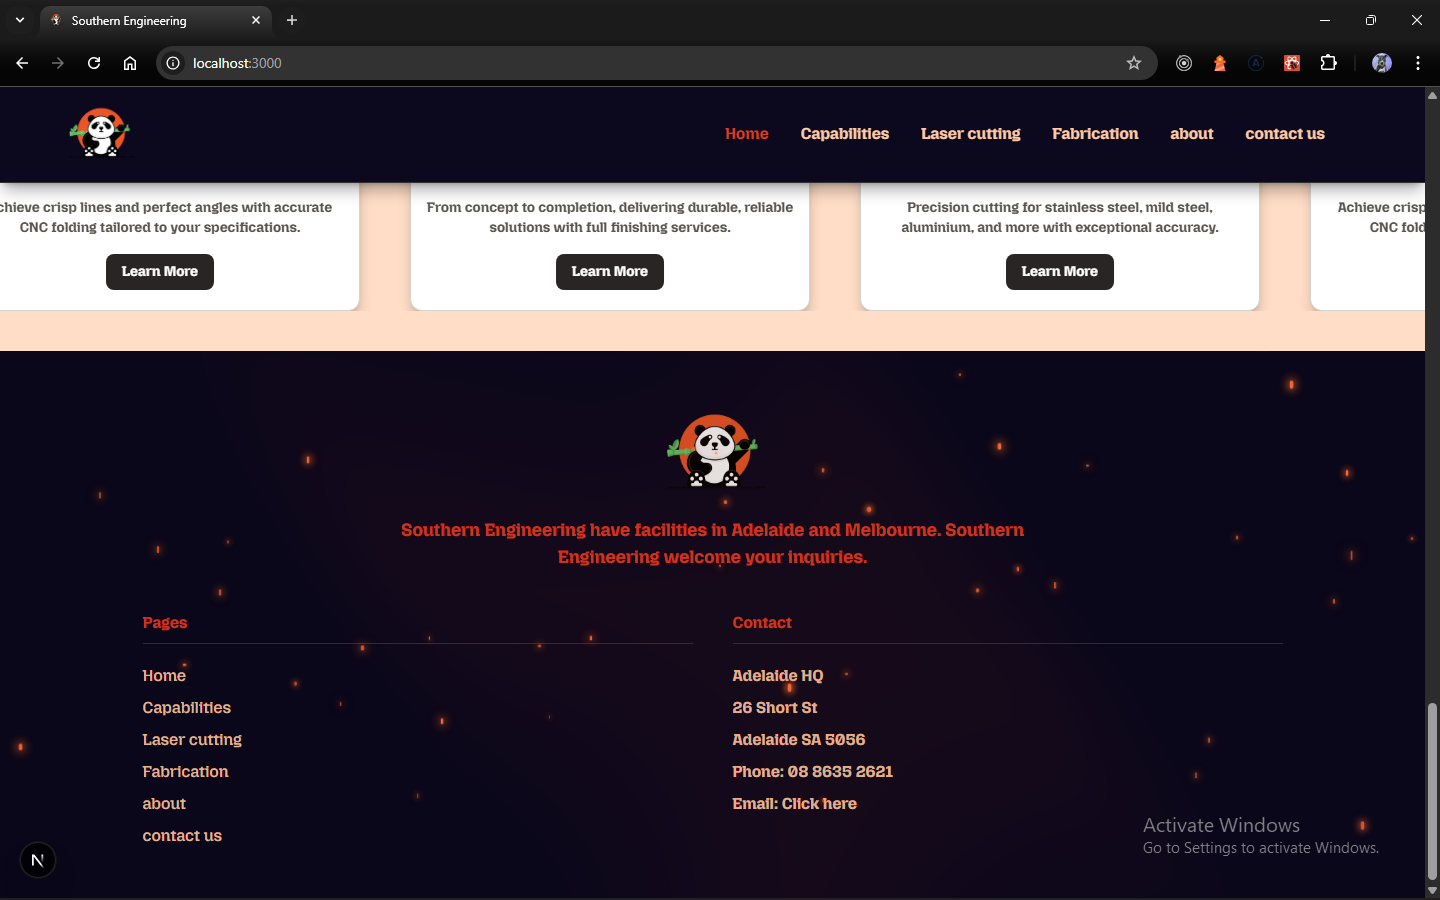 Southern Engineering
localhost:3000
Home Capabilities Laser cutting Fabrication about contact us
chieve crisp lines and perfect angles with accurate
CNC folding tailored to your specifications.
Learn More
From concept to completion, delivering durable, reliable
solutions with full finishing services.
Learn More
Precision cutting for stainless steel, mild steel,
aluminium, and more with exceptional accuracy.
Learn More
Achieve crisp
CNC fold
Southern Engineering have facilities in Adelaide and Melbourne. Southern
Engineering welcome your inquiries.
Pages
Home
Capabilities
Laser cutting
Fabrication
about
contact us
Contact
Adelaide HQ
26 Short St
Adelaide SA 5056
Phone: 08 8635 2621
Email: Click here
Activate Windows
Go to Settings to activate Windows.
N